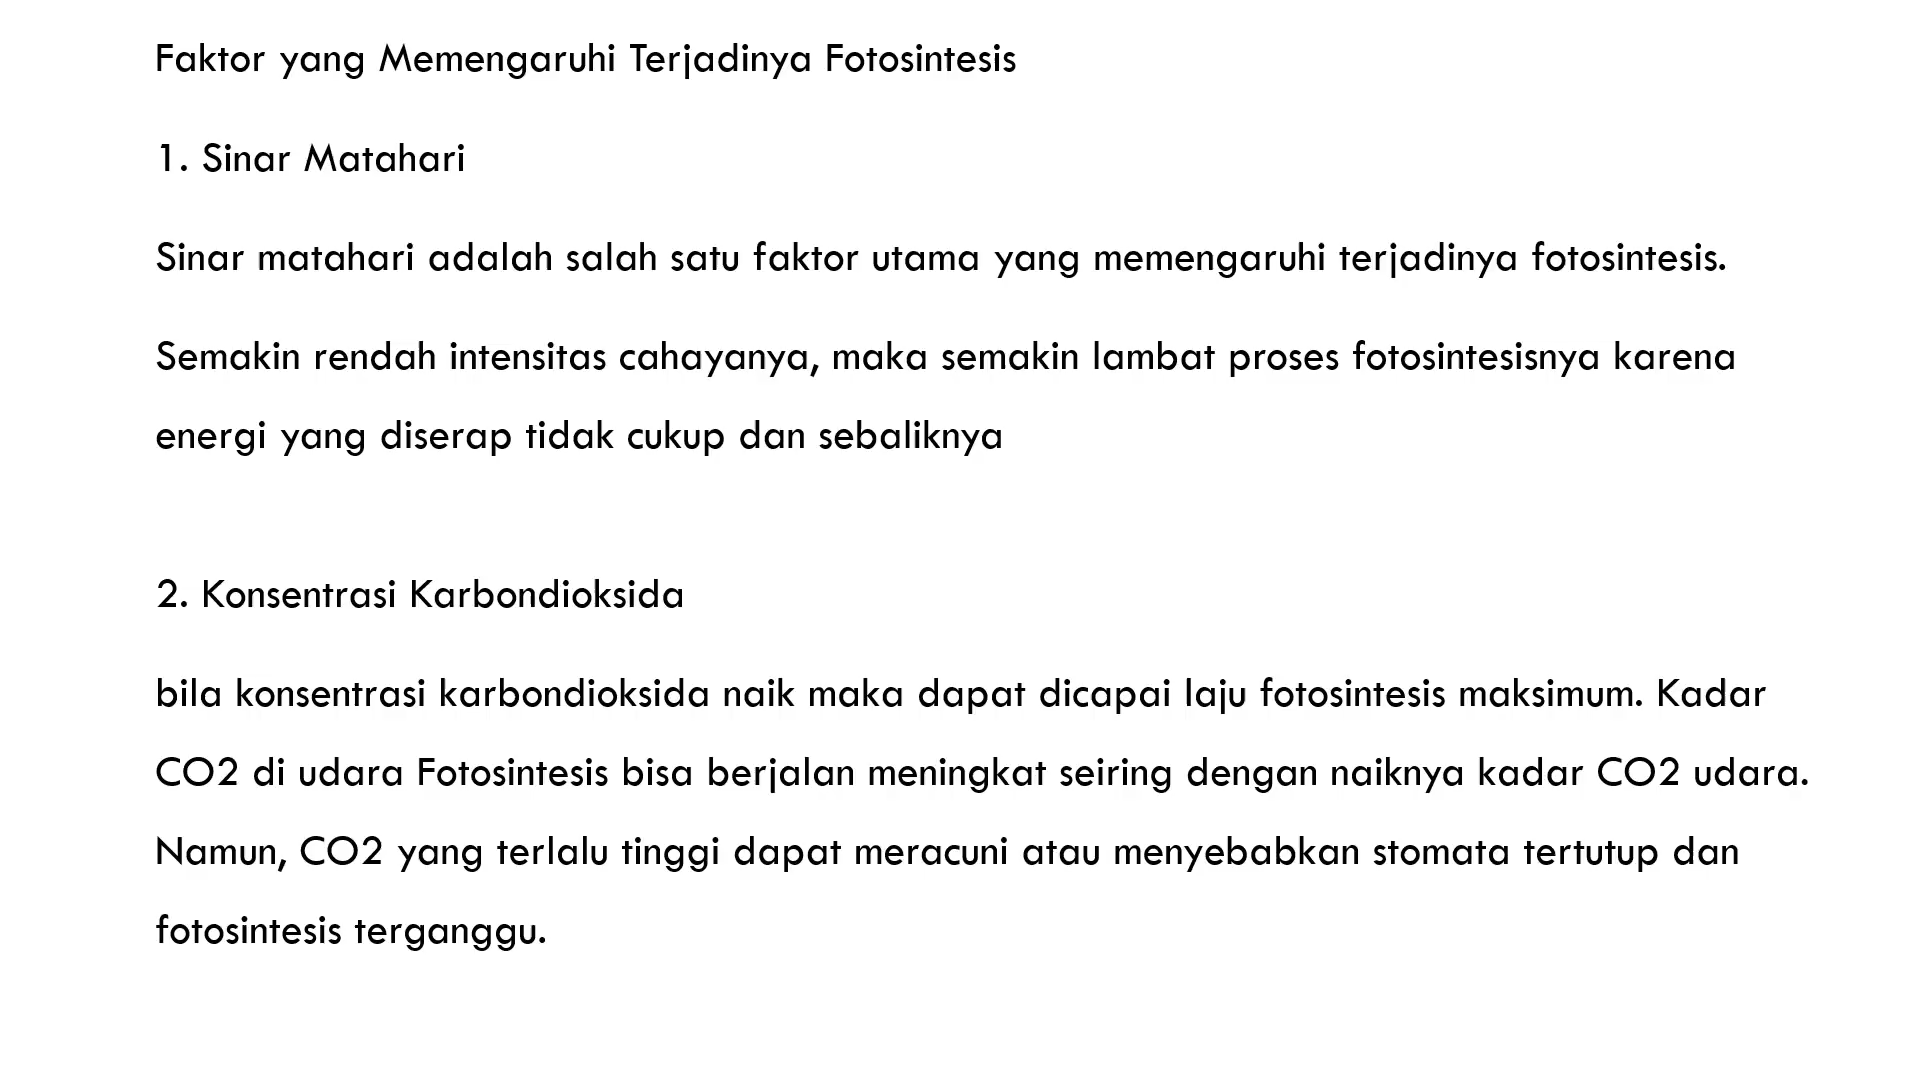 Faktor yang Memengaruhi Terjadinya Fotosintesis
1. Sinar Matahari
Sinar matahari adalah salah satu faktor utama yang memengaruhi terjadinya fotosintesis.
Semakin rendah intensitas cahayanya, maka semakin lambat proses fotosintesisnya karena
energi yang diserap tidak cukup dan sebaliknya
2. Konsentrasi Karbondioksida
bila konsentrasi karbondioksida naik maka dapat dicapai laju fotosintesis maksimum. Kadar
CO2 di udara Fotosintesis bisa berjalan meningkat seiring dengan naiknya kadar CO2 udara.
Namun, CO2 yang terlalu tinggi dapat meracuni atau menyebabkan stomata tertutup dan
fotosintesis terganggu.